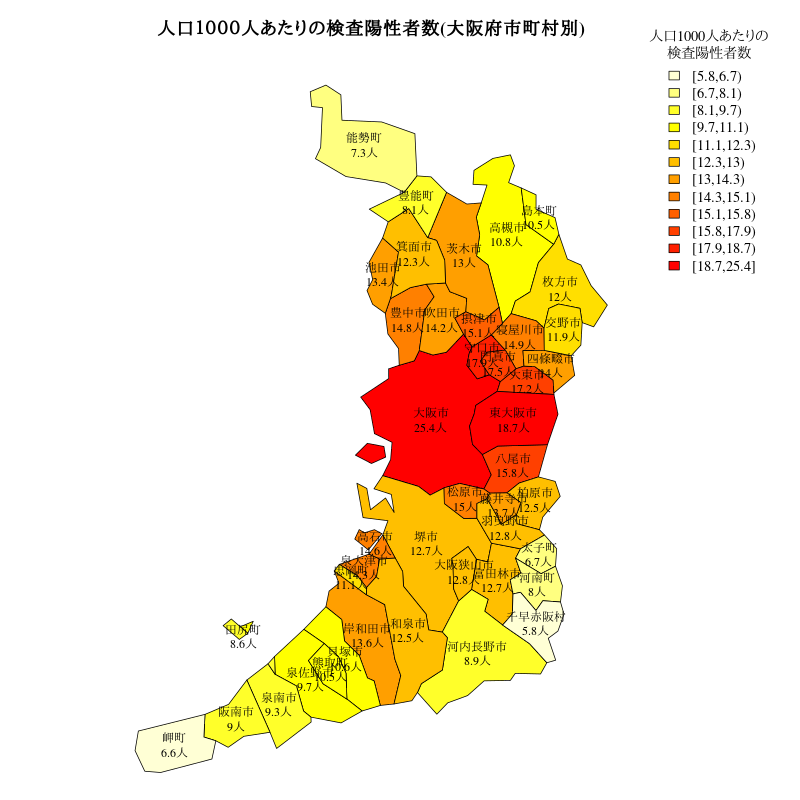 人口1000人あたりの検査陽性者数(大阪府市町村別)
人口1000人あたりの
検査陽性者数
[5.8,6.7)
[6.7,8.1)
[8.1,9.7)
[9.7,11.1)
[11.1,12.3)
[12.3,13)
[13,14.3)
[14.3,15.1)
[15.1,15.8)
[15.8,17.9)
[17.9,18.7)
[18.7,25.4]
能勢町
7.3人
豊能町
8.1人
島本町
10.5人
高槻市
10.8人
箕面市
12.3人
茨木市
13人
池田市
13.4人
枚方市
12人
豊中市
14.8人
吹田市
14.2人
摂津市
15.1人
交野市
11.9人
寝屋川市
14.9人
守口市
17.9人
門真市
17.5人
四條畷市
14人
大東市
17.2人
大阪市
25.4人
東大阪市
18.7人
八尾市
15.8人
松原市
15人
柏原市
12.5人
藤井寺市
13.7人
羽曳野市
12.8人
高石市
14.6人
堺市
12.7人
太子町
6.7人
泉大津市
14.3人
忠岡町
11.1人
大阪狭山市
12.8人
富田林市
12.7人
河南町
8人
千早赤阪村
5.8人
田尻町
8.6人
岸和田市
13.6人
和泉市
12.5人
河内長野市
8.9人
貝塚市
10.6人
熊取町
10.5人
泉佐野市
9.7人
泉南市
9.3人
阪南市
9人
岬町
6.6人